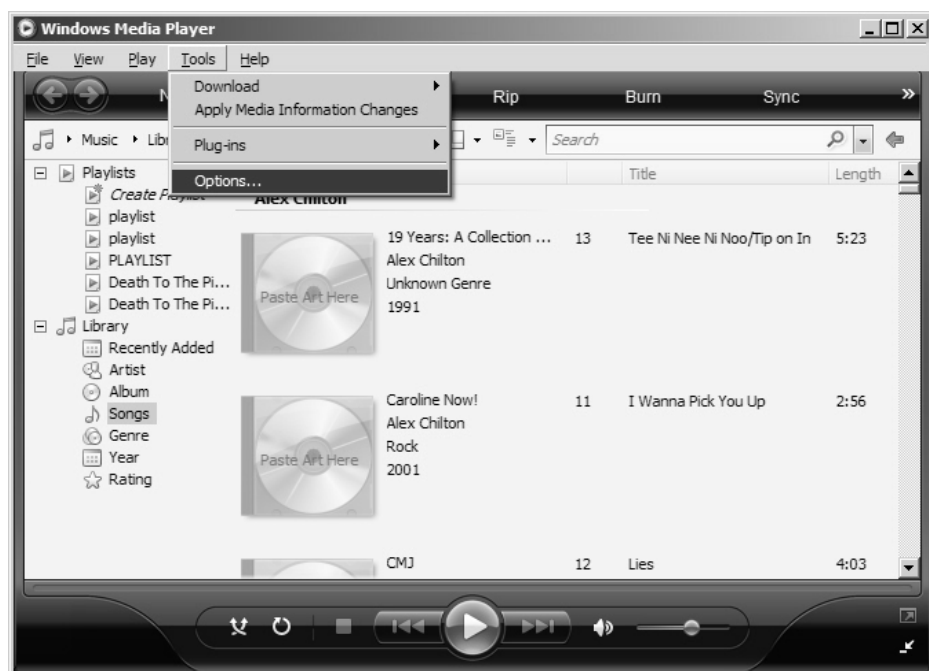 Windows Media Player
File View Play Tools Help
Download
Apply Media Information Changes
Plug-ins
Options...
N Rip Burn Sync »
Music Lib Search
Title Length
Playlists
Create Playlist
playlist
playlist
PLAYLIST
Death To The Pi...
Death To The Pi...
Library
Recently Added
Artist
Album
Songs
Genre
Year
Rating
Alex Chilton
Paste Art Here
19 Years: A Collection ... 13 Tee Ni Nee Ni Noo/Tip on In 5:23
Alex Chilton
Unknown Genre
1991
Paste Art Here
Caroline Now! 11 I Wanna Pick You Up 2:56
Alex Chilton
Rock
2001
CMJ 12 Lies 4:03